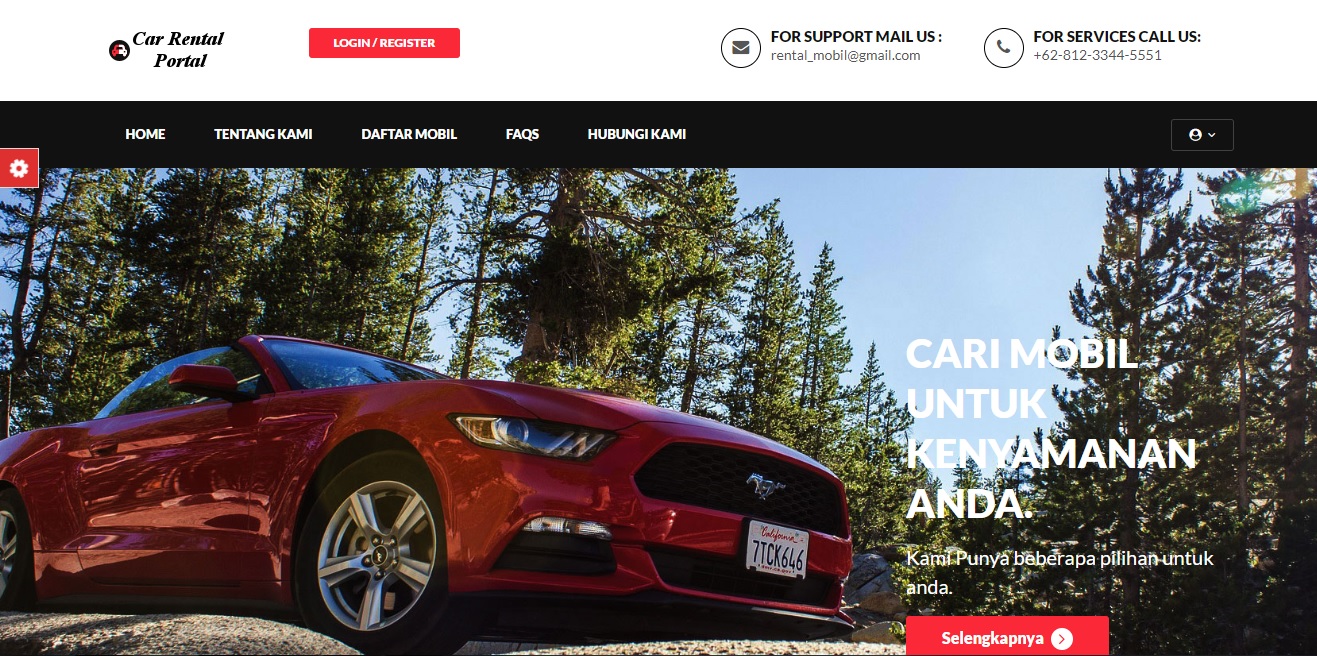 Car Rental
Portal
LOGIN / REGISTER
FOR SUPPORT MAIL US :
rental_mobil@gmail.com
FOR SERVICES CALL US:
+62-812-3344-5551
HOME
TENTANG KAMI
DAFTAR MOBIL
FAQS
HUBUNGI KAMI
CARI MOBIL
UNTUK
KENYAMANAN
ANDA.
Kami Punya beberapa pilihan untuk
anda.
Selengkapnya
California
7TCK646